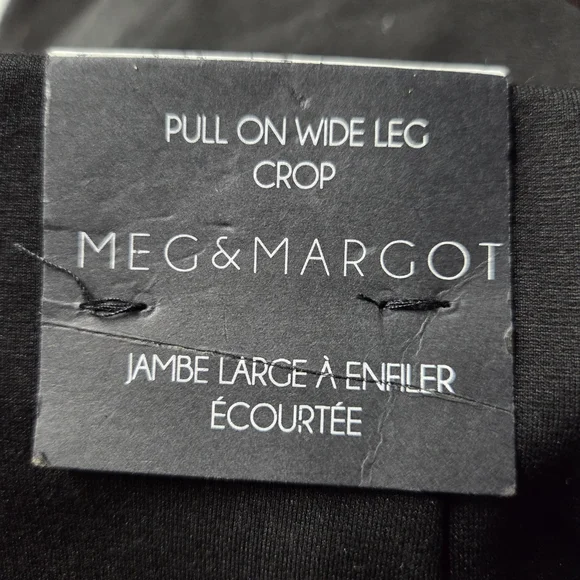 PULL ON WIDE LEG
CROP
MEG&MARGOT
JAMBE LARGE À ENFILER
ÉCOURTÉE